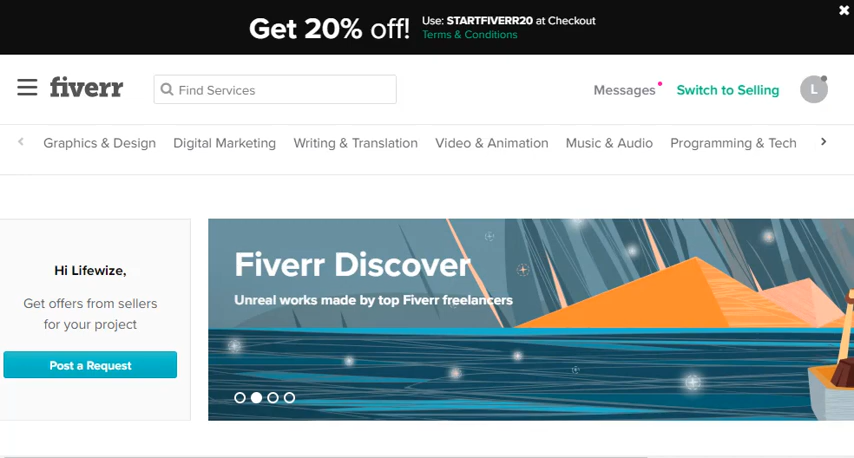 Get 20% off!
Use: STARTFIVERR20 at Checkout
Terms & Conditions
fiverr
Find Services
Messages
Switch to Selling
L
Graphics & Design
Digital Marketing
Writing & Translation
Video & Animation
Music & Audio
Programming & Tech
Hi Lifewize,
Get offers from sellers
for your project
Post a Request
Fiverr Discover
Unreal works made by top Fiverr freelancers